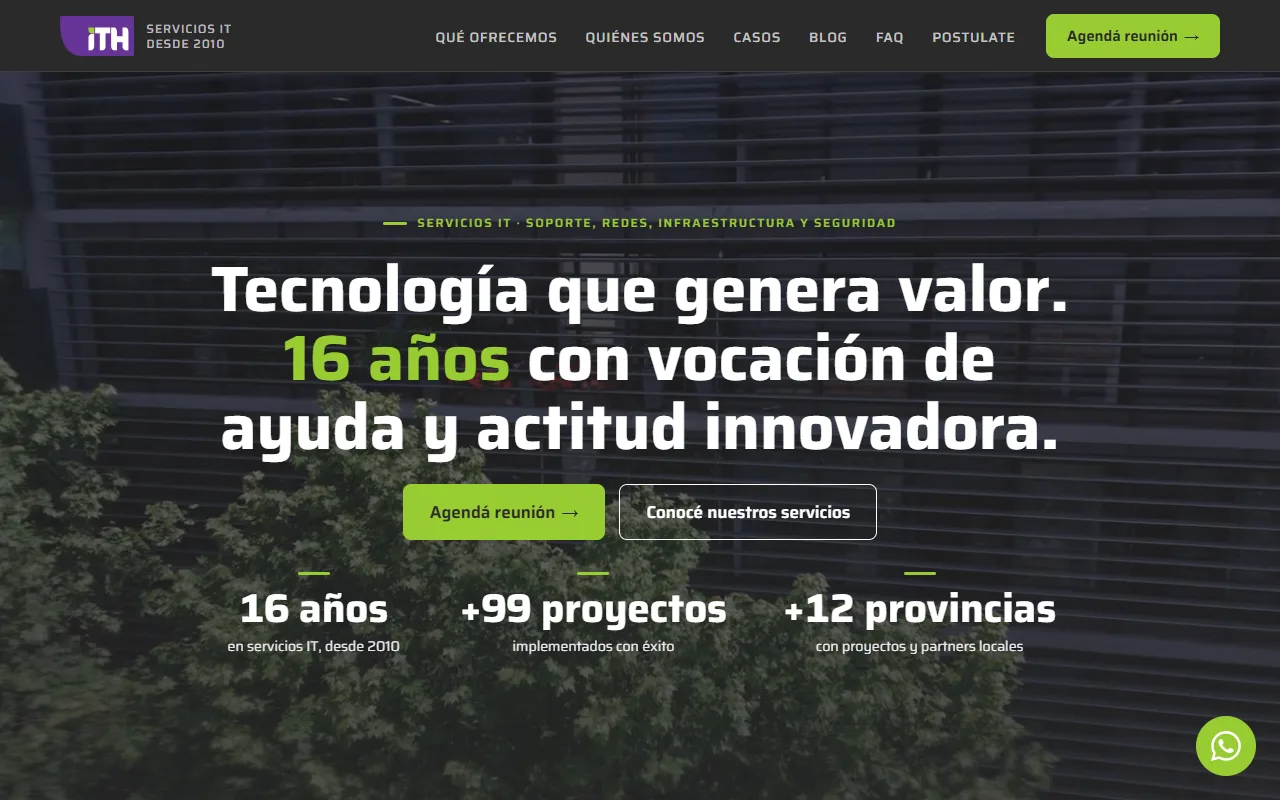 iTH
SERVICIOS IT
DESDE 2010
QUÉ OFRECEMOS
QUIÉNES SOMOS
CASOS
BLOG
FAQ
POSTULATE
Agendá reunión →
SERVICIOS IT · SOPORTE, REDES, INFRAESTRUCTURA Y SEGURIDAD
Tecnología que genera valor.
16 años con vocación de
ayuda y actitud innovadora.
Agendá reunión →
Conocé nuestros servicios
16 años
en servicios IT, desde 2010
+99 proyectos
implementados con éxito
+12 provincias
con proyectos y partners locales